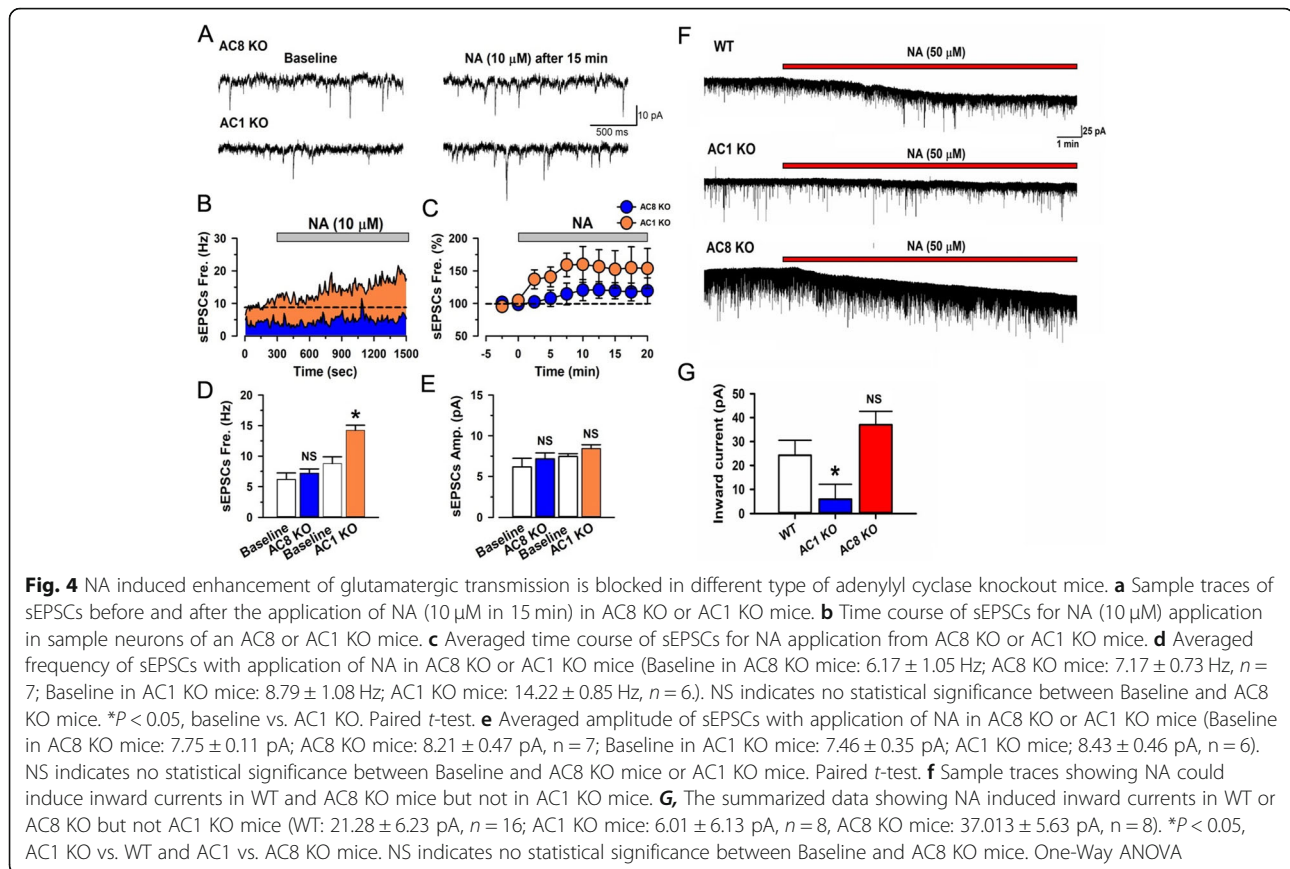 A
AC8 KO
Baseline
NA (10 μM) after 15 min
10 pA
500 ms
AC1 KO
B
NA (10 μM)
sEPSCs Fre. (Hz)
30
20
10
0
0 300 600 900 1200 1500
Time (sec)
C
AC8 KO
AC1 KO
NA
sEPSCs Fre. (%)
200
150
100
50
-5 0 5 10 15 20
Time (min)
D
sEPSCs Fre. (Hz)
20
15
10
5
0
NS
*
Baseline
AC8 KO
Baseline
AC1 KO
E
sEPSCs Amp. (pA)
15
10
5
0
NS
NS
Baseline
AC8 KO
Baseline
AC1 KO
F
WT
NA (50 μM)
25 pA
1 min
AC1 KO
NA (50 μM)
AC8 KO
NA (50 μM)
G
Inward current (pA)
50
40
30
20
10
0
*
NS
WT
AC1 KO
AC8 KO
Fig. 4 NA induced enhancement of glutamatergic transmission is blocked in different type of adenylyl cyclase knockout mice. a Sample traces of
sEPSCs before and after the application of NA (10 μM in 15 min) in AC8 KO or AC1 KO mice. b Time course of sEPSCs for NA (10 μM) application
in sample neurons of an AC8 or AC1 KO mice. c Averaged time course of sEPSCs for NA application from AC8 KO or AC1 KO mice. d Averaged
frequency of sEPSCs with application of NA in AC8 KO or AC1 KO mice (Baseline in AC8 KO mice: 6.17 ± 1.05 Hz; AC8 KO mice: 7.17 ± 0.73 Hz, n =
7; Baseline in AC1 KO mice: 8.79 ± 1.08 Hz; AC1 KO mice: 14.22 ± 0.85 Hz, n = 6.). NS indicates no statistical significance between Baseline and AC8
KO mice. *P < 0.05, baseline vs. AC1 KO. Paired t-test. e Averaged amplitude of sEPSCs with application of NA in AC8 KO or AC1 KO mice (Baseline
in AC8 KO mice: 7.75 ± 0.11 pA; AC8 KO mice: 8.21 ± 0.47 pA, n = 7; Baseline in AC1 KO mice: 7.46 ± 0.35 pA; AC1 KO mice; 8.43 ± 0.46 pA, n = 6).
NS indicates no statistical significance between Baseline and AC8 KO mice or AC1 KO mice. Paired t-test. f Sample traces showing NA could
induce inward currents in WT and AC8 KO mice but not in AC1 KO mice. G, The summarized data showing NA induced inward currents in WT or
AC8 KO but not AC1 KO mice (WT: 21.28 ± 6.23 pA, n = 16; AC1 KO mice: 6.01 ± 6.13 pA, n = 8, AC8 KO mice: 37.013 ± 5.63 pA, n = 8). *P < 0.05,
AC1 KO vs. WT and AC1 vs. AC8 KO mice. NS indicates no statistical significance between Baseline and AC8 KO mice. One-Way ANOVA